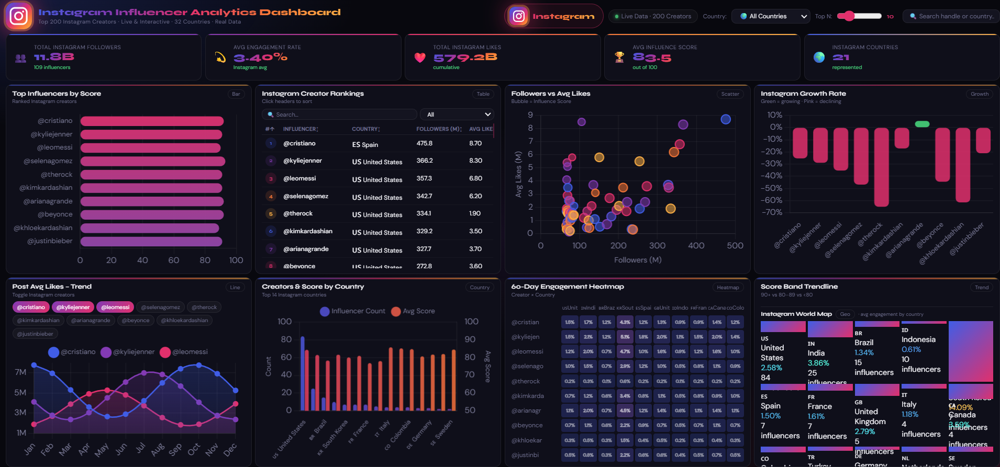 Instagram Influencer Analytics Dashboard
Top 200 Instagram Creators · Live & Interactive · 32 Countries · Real Data
Instagram
Live Data · 200 Creators
Country:
All Countries
Top N:
10
Search handle or country..
TOTAL INSTAGRAM FOLLOWERS
11.8B
109 influencers
AVG ENGAGEMENT RATE
3.40%
Instagram avg
TOTAL INSTAGRAM LIKES
579.2B
cumulative
AVG INFLUENCE SCORE
83.5
out of 100
INSTAGRAM COUNTRIES
21
represented
Top Influencers by Score
Bar
Ranked Instagram creators
@cristiano
@kyliejenner
@leomessi
@selenagomez
@therock
@kimkardashian
@arianagrande
@beyonce
@khloekardashian
@justinbieber
0 20 40 60 80 100
Instagram Creator Rankings
Table
Click headers to sort
Search...
All
#↑ INFLUENCER↕ COUNTRY↕ FOLLOWERS (M)↕ AVG LIKE
1 @cristiano ES Spain 475.8 8.70
2 @kyliejenner US United States 366.2 8.30
3 @leomessi US United States 357.3 6.80
4 @selenagomez US United States 342.7 6.20
5 @therock US United States 334.1 1.90
6 @kimkardashian US United States 329.2 3.50
7 @arianagrande US United States 327.7 3.70
8 @beyonce US United States 272.8 3.60
Followers vs Avg Likes
Scatter
Bubble = Influence Score
Avg Likes (M)
9
8
7
6
5
4
3
2
1
0
0 100 200 300 400 500
Followers (M)
Instagram Growth Rate
Growth
Green = growing · Pink = declining
10%
0%
-10%
-20%
-30%
-40%
-50%
-60%
-70%
@cristiano
@kyliejenner
@leomessi
@selenagomez
@therock
@kimkardashian
@arianagrande
@beyonce
@khloekardashian
@justinbieber
Post Avg Likes – Trend
Line
Toggle Instagram creators
@cristiano @kyliejenner @leomessi @selenagomez @therock
@kimkardashian @arianagrande @beyonce @khloekardashian
@justinbieber
@cristiano @kyliejenner @leomessi
7M
5M
3M
1M
Jan Feb Mar Apr May Jun Jul Aug Sep Oct Nov Dec
Creators & Score by Country
Country
Top 14 Instagram countries
Influencer Count Avg Score
Count
100
80
60
40
20
0
100
90
80
70
60
50
Avg Score
US United States
BR Brazil
KR South Korea
FR France
IT Italy
CO Colombia
DE Germany
SE Sweden
60-Day Engagement Heatmap
Heatmap
Creator × Country
USUnit INIndi BRBraz KRSout ESSpai GBUnit IDIndo FRFran CACana COColo
@cristian 1.5% 1.7% 1.2% 4.3% 1.2% 1.3% 0.9% 0.9% 1.4% 1.2%
@kyliejen 1.5% 2.1% 1.2% 5.1% 1.8% 2.0% 1.1% 1.5% 2.0% 1.4%
@leomessi 1.2% 2.0% 0.7% 4.7% 1.0% 1.6% 0.9% 1.2% 1.6% 1.0%
@selenago 1.0% 1.5% 0.7% 2.9% 1.2% 1.0% 0.5% 0.8% 1.1% 0.9%
@therock 0.2% 0.3% 0.1% 0.6% 0.2% 0.2% 0.2% 0.2% 0.2% 0.2%
@kimkarda 0.7% 1.2% 0.6% 3.4% 0.8% 1.1% 0.5% 0.8% 0.9% 1.0%
@arianagr 1.1% 2.0% 0.7% 4.5% 1.2% 1.4% 0.6% 1.1% 1.4% 1.1%
@beyonce 0.7% 1.1% 0.6% 2.2% 0.9% 0.7% 0.5% 0.7% 1.1% 0.7%
@khloekar 0.3% 0.5% 0.3% 1.5% 0.4% 0.5% 0.2% 0.3% 0.4% 0.3%
@justinbi 0.5% 0.8% 0.3% 2.2% 0.6% 0.6% 0.4% 0.5% 0.7% 0.5%
Score Band Trendline
Trend
90+ vs 80–89 vs <80
Instagram World Map
Geo
· avg engagement by country
US
United
States
2.58%
84
IN
India
3.86%
25
influencers
BR
Brazil
1.34%
15
influencers
ID
Indonesia
0.61%
10
influencers
ES
Spain
1.50%
7
influencers
FR
France
1.61%
7
influencers
GB
United
Kingdom
2.79%
5
influencers
IT
Italy
1.18%
4
influencers
South Korea
14.09%
7
influencers
CA
Canada
3.59%
4
influencers
CO
Colombia
TR
Turkey
DE
Germany
NL
Netherlands
SE
Sweden